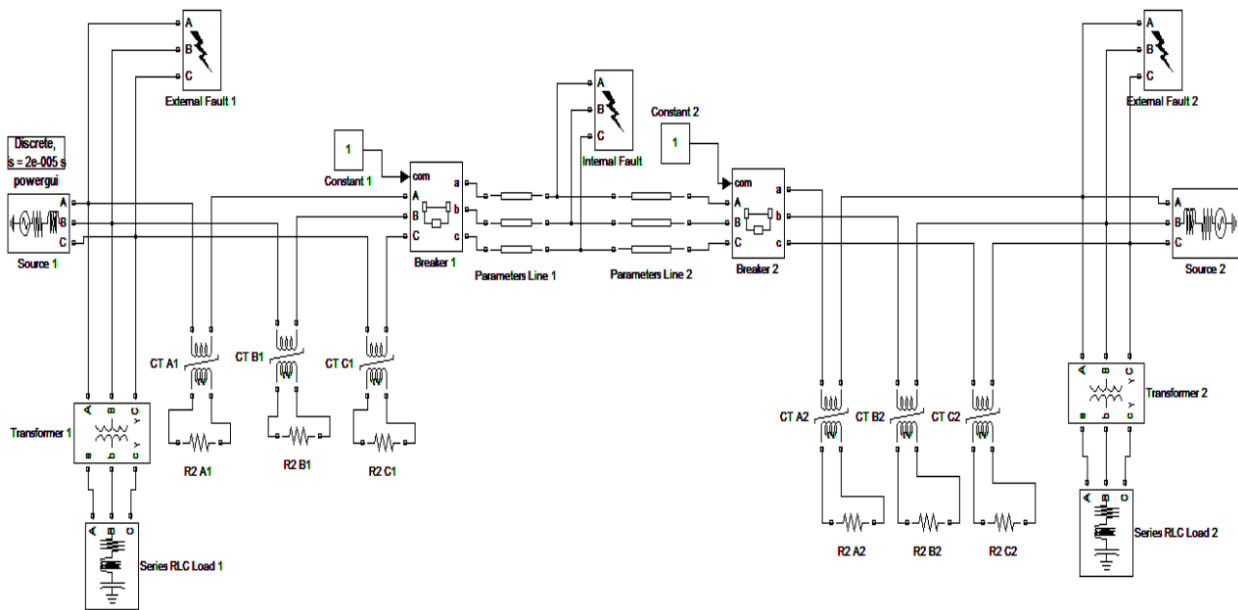 A
B
C
External Fault 1
A
B
C
External Fault 2
A
B
C
Internal Fault
Discrete,
s = 2e-005 s
powergui
A
B
C
Source 1
1
Constant 1
com
A
B
C
a
b
c
Breaker 1
Parameters Line 1
Parameters Line 2
Constant 2
1
com
A
B
C
a
b
c
Breaker 2
A
B
C
Source 2
CT A1
CT B1
CT C1
R2 A1
R2 B1
R2 C1
A B C
Y
Y
a b c
Transformer 1
A B C
Series RLC Load 1
CT A2
CT B2
CT C2
R2 A2
R2 B2
R2 C2
A B C
Y
Y
a b c
Transformer 2
A B C
Series RLC Load 2